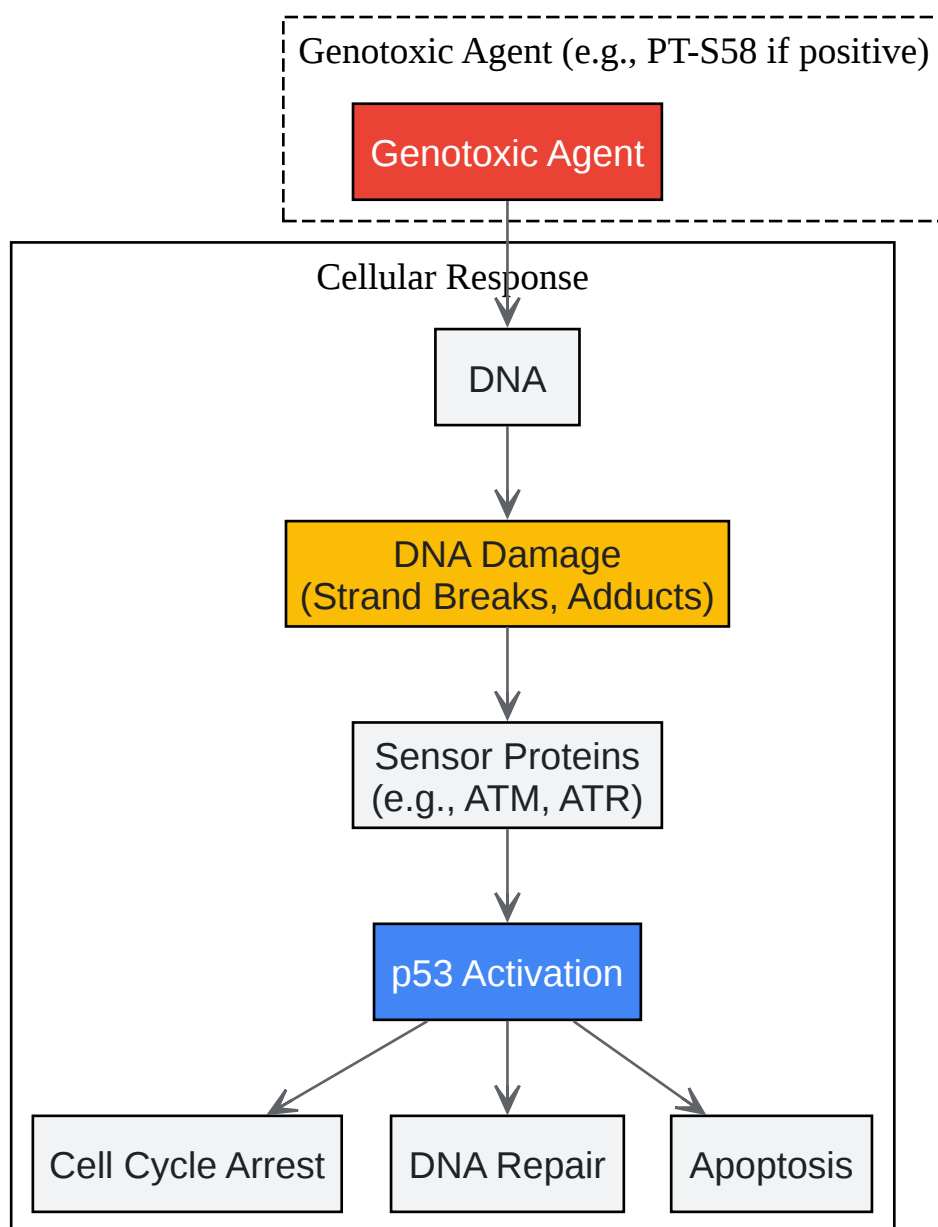 Genotoxic Agent (e.g., PT-S58 if positive)
Genotoxic Agent
Cellular Response
DNA
DNA Damage
(Strand Breaks, Adducts)
Sensor Proteins
(e.g., ATM, ATR)
p53 Activation
Cell Cycle Arrest
DNA Repair
Apoptosis